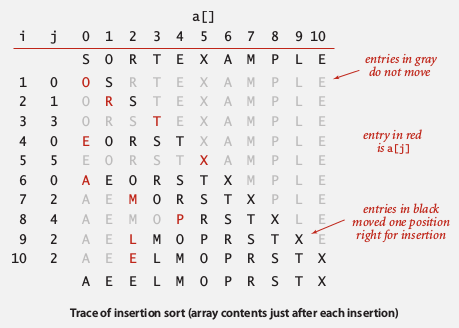 a[]
i j 0 1 2 3 4 5 6 7 8 9 10
S O R T E X A M P L E
entries in gray
do not move
1 0 O S R T E X A M P L E
2 1 O R S T E X A M P L E
3 3 O R S T E X A M P L E
4 0 E O R S T X A M P L E
entry in red
is a[j]
5 5 E O R S T X A M P L E
6 0 A E O R S T X M P L E
7 2 A E M O R S T X P L E
8 4 A E M O P R S T X L E
entries in black
moved one position
right for insertion
9 2 A E L M O P R S T X E
10 2 A E E L M O P R S T X
A E E L M O P R S T X
Trace of insertion sort (array contents just after each insertion)